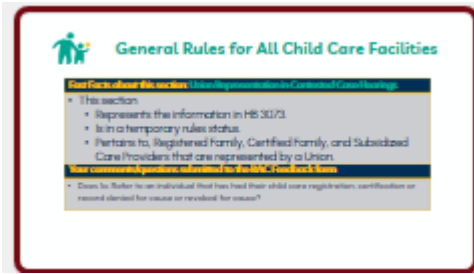 General Rules for All Child Care Facilities
Fast Facts about this section: Union Representation in Contested Case Hearings
• This section:
• Represents the information in HB 3073.
• Is in a temporary rules status.
• Pertains to, Registered Family, Certified Family, and Subsidized
Care Providers that are represented by a Union.
Your comments/questions submitted to the RAC Feedback form
• Does 1a. Refer to an individual that has had their child care registration, certification or
record denied for cause or revoked for cause?